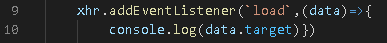 9 xhr.addEventListener(`load`,(data)=>{
10 console.log(data.target)})